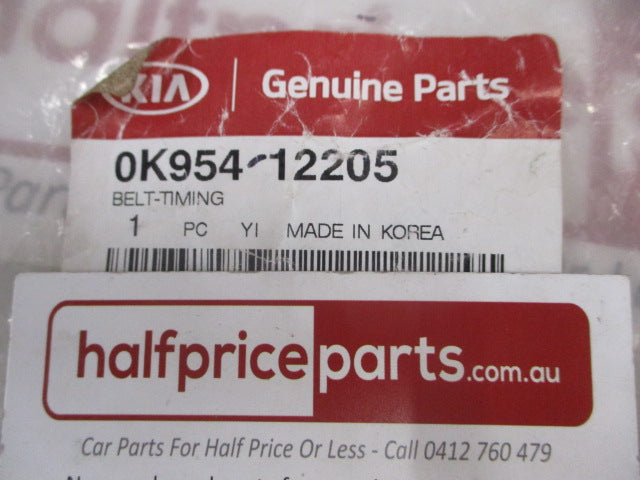 KIA Genuine Parts
0K954-12205
BELT-TIMING
1 PC YI MADE IN KOREA
halfpriceparts.com.au
Car Parts For Half Price Or Less - Call 0412 760 479